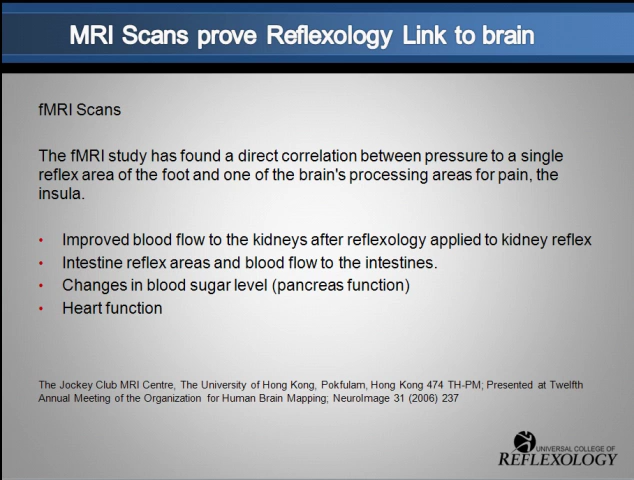 MRI Scans prove Reflexology Link to brain
fMRI Scans
The fMRI study has found a direct correlation between pressure to a single
reflex area of the foot and one of the brain's processing areas for pain, the
insula.
• Improved blood flow to the kidneys after reflexology applied to kidney reflex
• Intestine reflex areas and blood flow to the intestines.
• Changes in blood sugar level (pancreas function)
• Heart function
The Jockey Club MRI Centre, The University of Hong Kong, Pokfulam, Hong Kong 474 TH-PM; Presented at Twelfth
Annual Meeting of the Organization for Human Brain Mapping; NeuroImage 31 (2006) 237
UNIVERSAL COLLEGE OF
REFLEXOLOGY